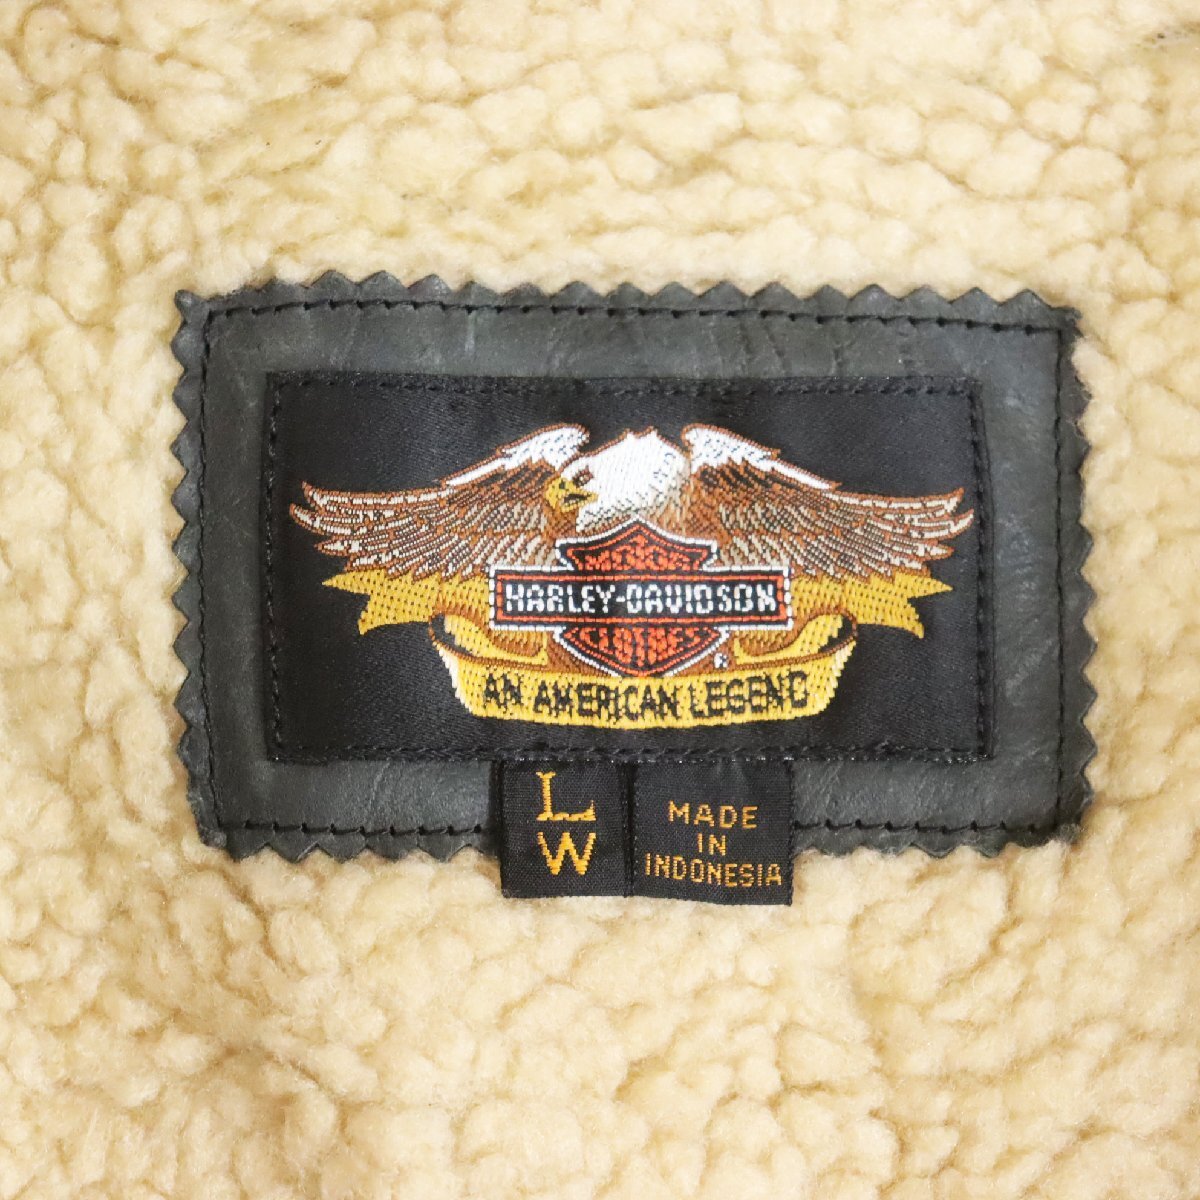 MOTOR
HARLEY-DAVIDSON
CLOTHES
®
AN AMERICAN LEGEND
L
W
MADE
IN
INDONESIA